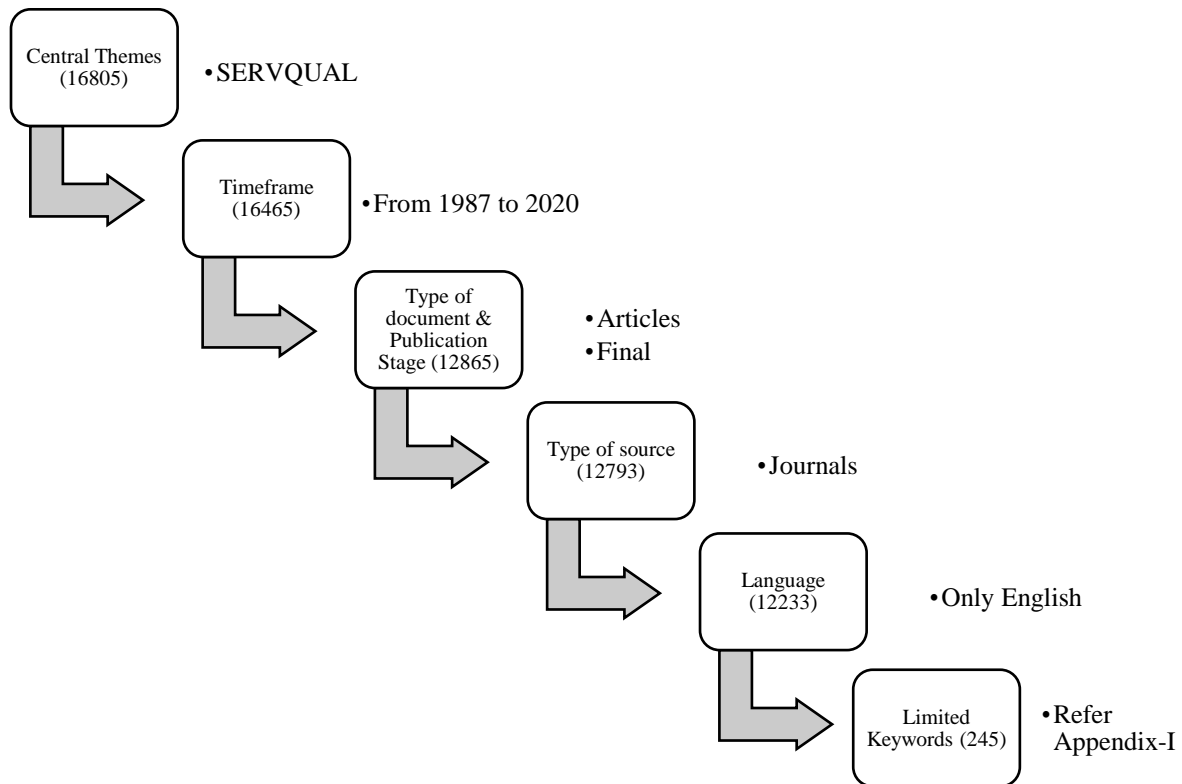 Central Themes
(16805)
•SERVQUAL
Timeframe
(16465)
•From 1987 to 2020
Type of
document &
Publication
Stage (12865)
•Articles
•Final
Type of source
(12793)
•Journals
Language
(12233)
•Only English
Limited
Keywords (245)
•Refer
Appendix-I